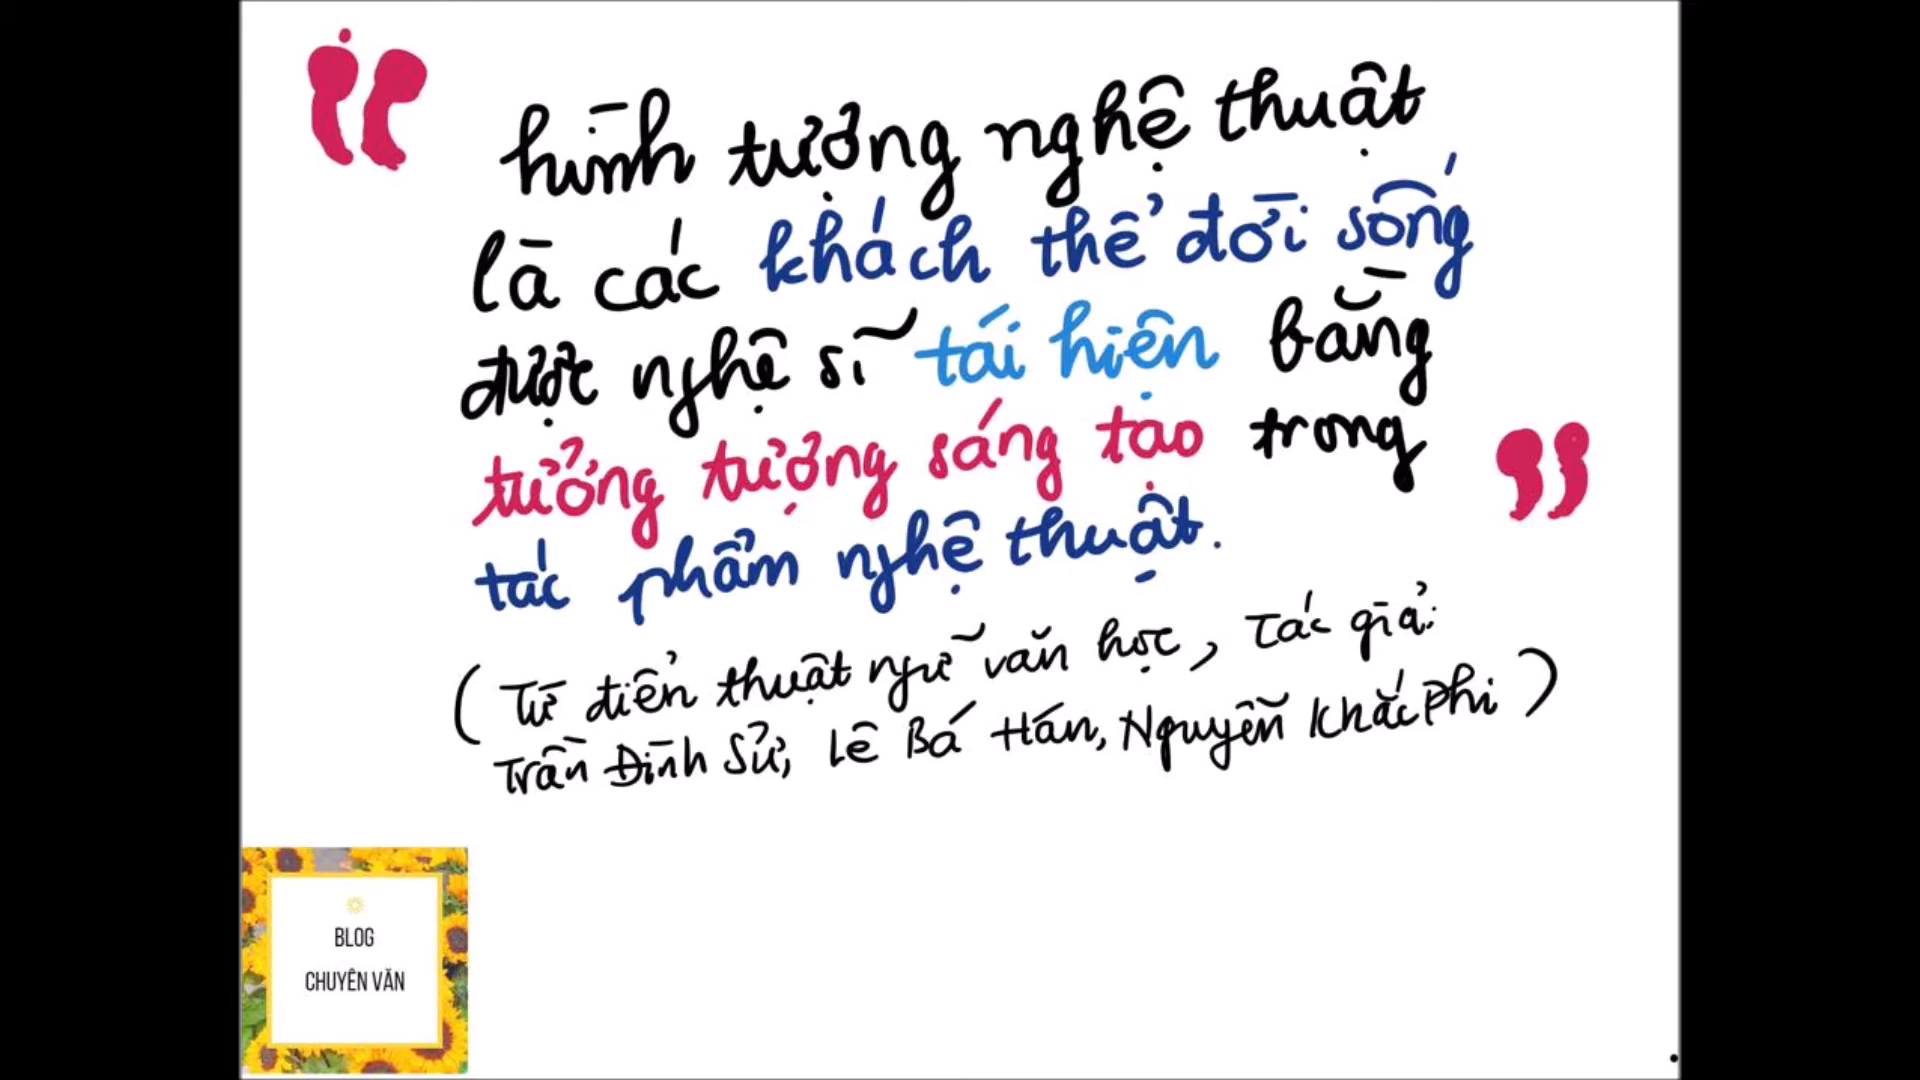 hình tượng nghệ thuật
là các khách thể đời sống
được nghệ sĩ tái hiện bằng
tưởng tượng sáng tạo trong
tác phẩm nghệ thuật.
(Từ điển thuật ngữ văn học, Tác giả:
Trần Đình Sử, Lê Bá Hán, Nguyễn Khắc Phi)
BLOG
CHUYÊN VĂN